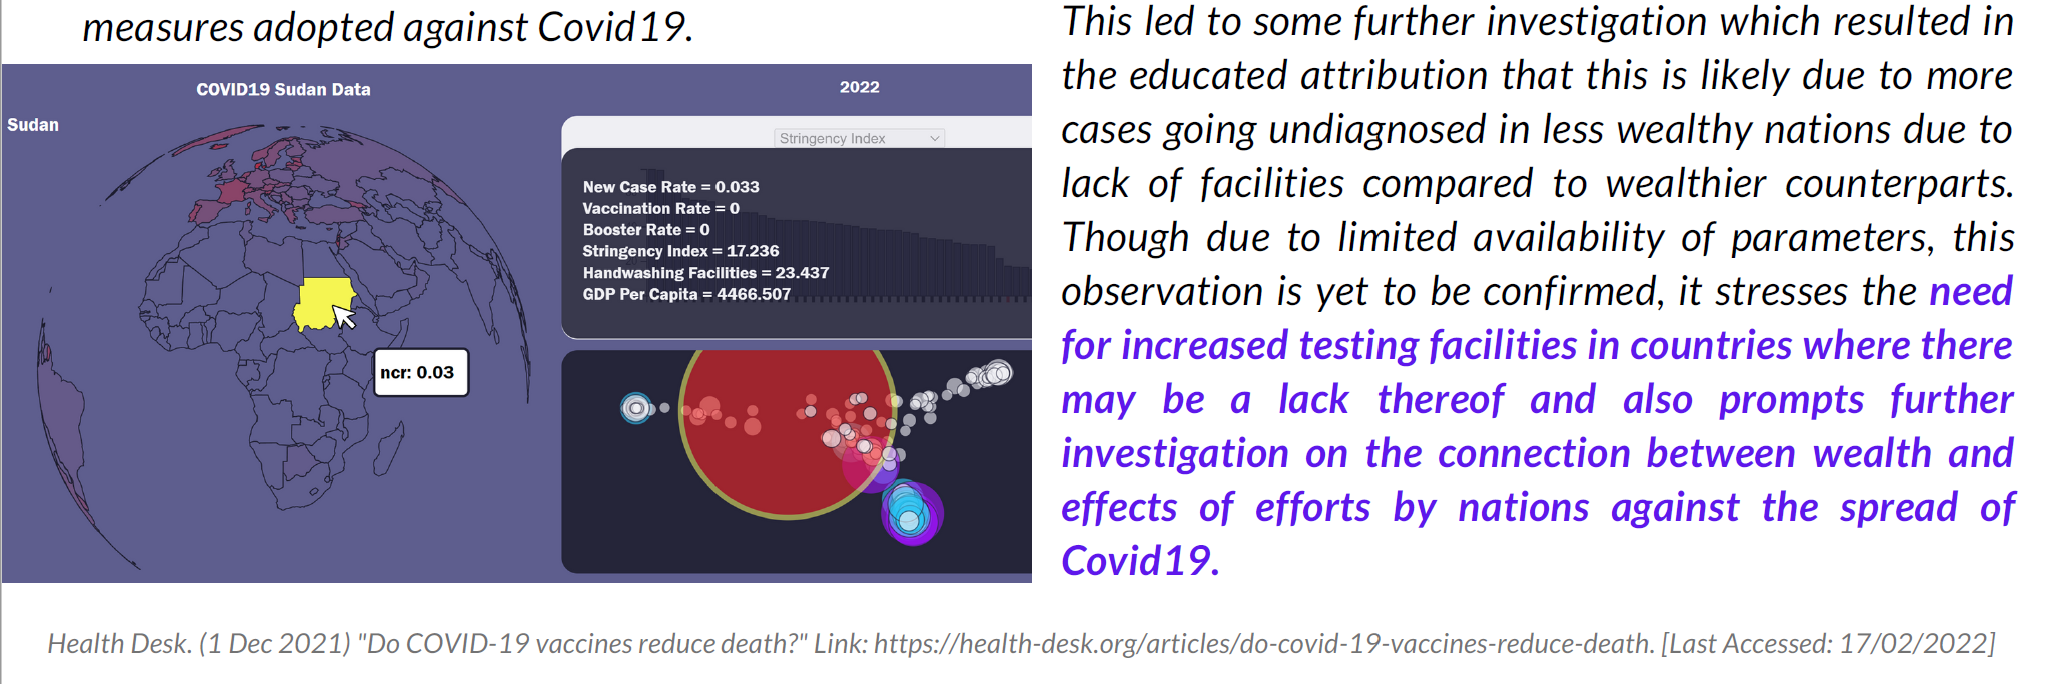 measures adopted against Covid19.
COVID19 Sudan Data
2022
Sudan
Stringency Index
New Case Rate = 0.033
Vaccination Rate = 0
Booster Rate = 0
Stringency Index = 17.236
Handwashing Facilities = 23.437
GDP Per Capita = 4466.507
ncr: 0.03
This led to some further investigation which resulted in
the educated attribution that this is likely due to more
cases going undiagnosed in less wealthy nations due to
lack of facilities compared to wealthier counterparts.
Though due to limited availability of parameters, this
observation is yet to be confirmed, it stresses the need
for increased testing facilities in countries where there
may be a lack thereof and also prompts further
investigation on the connection between wealth and
effects of efforts by nations against the spread of
Covid19.
Health Desk. (1 Dec 2021) "Do COVID-19 vaccines reduce death?" Link: https://health-desk.org/articles/do-covid-19-vaccines-reduce-death. [Last Accessed: 17/02/2022]